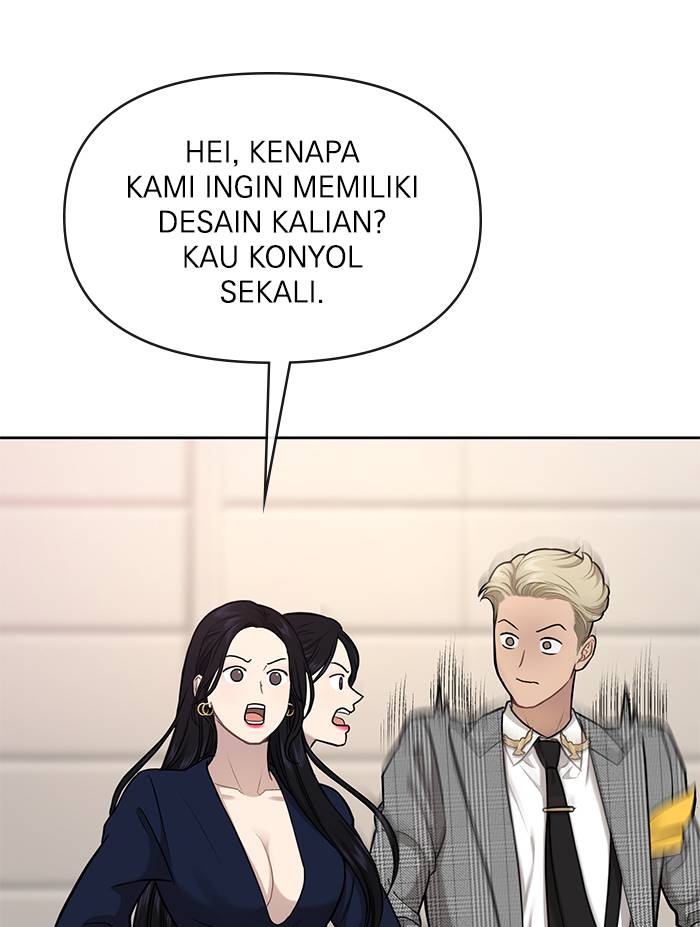 HEI, KENAPA
KAMI INGIN MEMILIKI
DESAIN KALIAN?
KAU KONYOL
SEKALI.